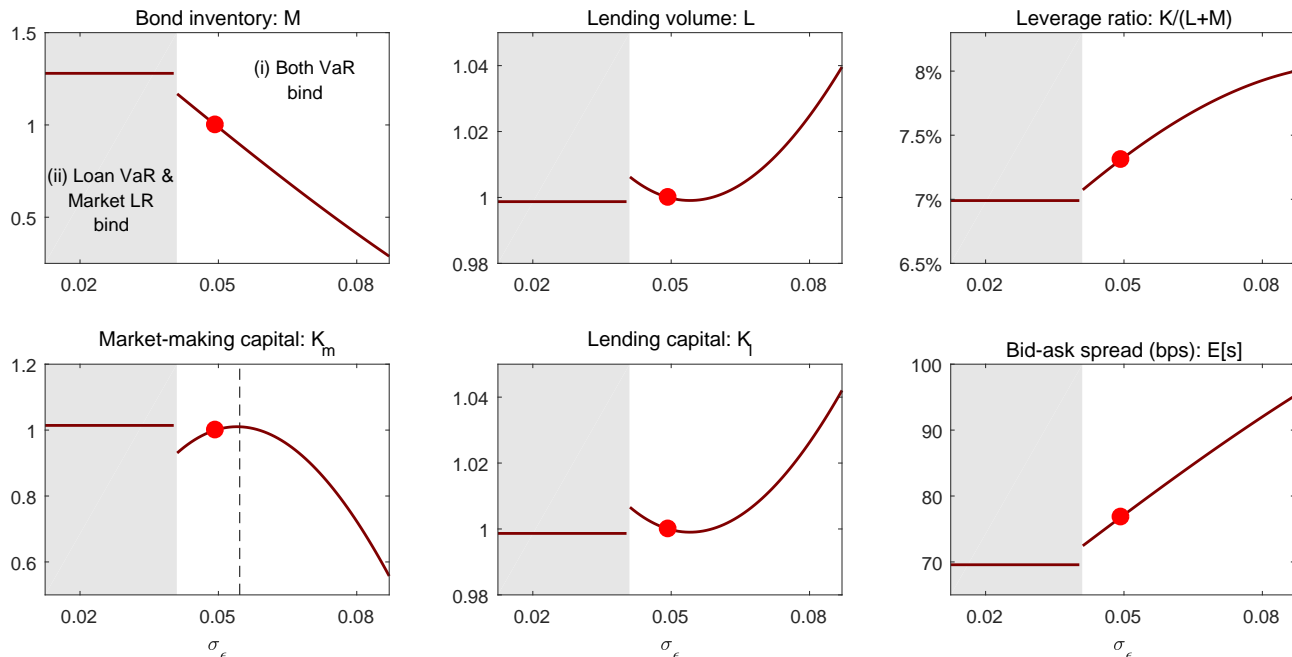 Bond inventory: M
1.5
1
0.5
(i) Both VaR
bind
(ii) Loan VaR &
Market LR
bind
0.02 0.05 0.08
Lending volume: L
1.04
1.02
1
0.98
0.02 0.05 0.08
Leverage ratio: K/(L+M)
8%
7.5%
7%
6.5%
0.02 0.05 0.08
Market-making capital: K_m
1.2
1
0.8
0.6
0.02 0.05 0.08
σ_ϵ
Lending capital: K_l
1.04
1.02
1
0.98
0.02 0.05 0.08
σ_ϵ
Bid-ask spread (bps): E[s]
100
90
80
70
0.02 0.05 0.08
σ_ϵ